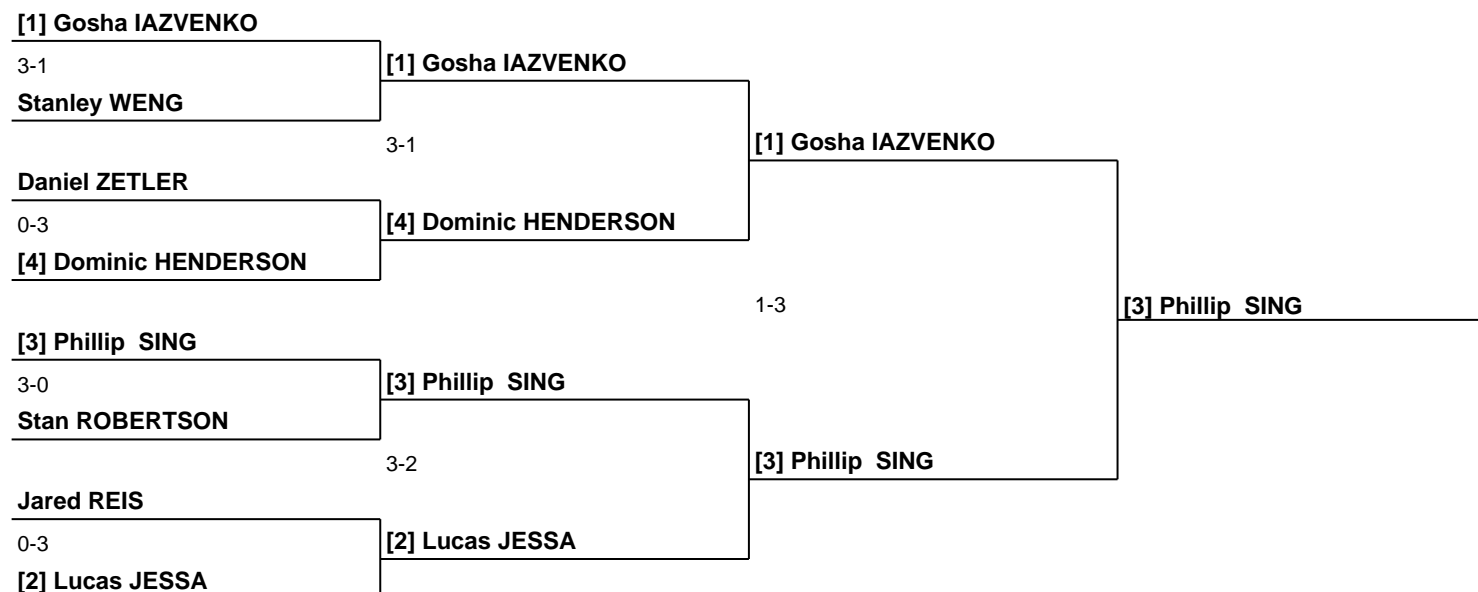 [1] Gosha IAZVENKO
3-1
[1] Gosha IAZVENKO
Stanley WENG
3-1
[1] Gosha IAZVENKO
Daniel ZETLER
0-3
[4] Dominic HENDERSON
[4] Dominic HENDERSON
1-3
[3] Phillip  SING
[3] Phillip  SING
3-0
[3] Phillip  SING
Stan ROBERTSON
3-2
[3] Phillip  SING
Jared REIS
0-3
[2] Lucas JESSA
[2] Lucas JESSA